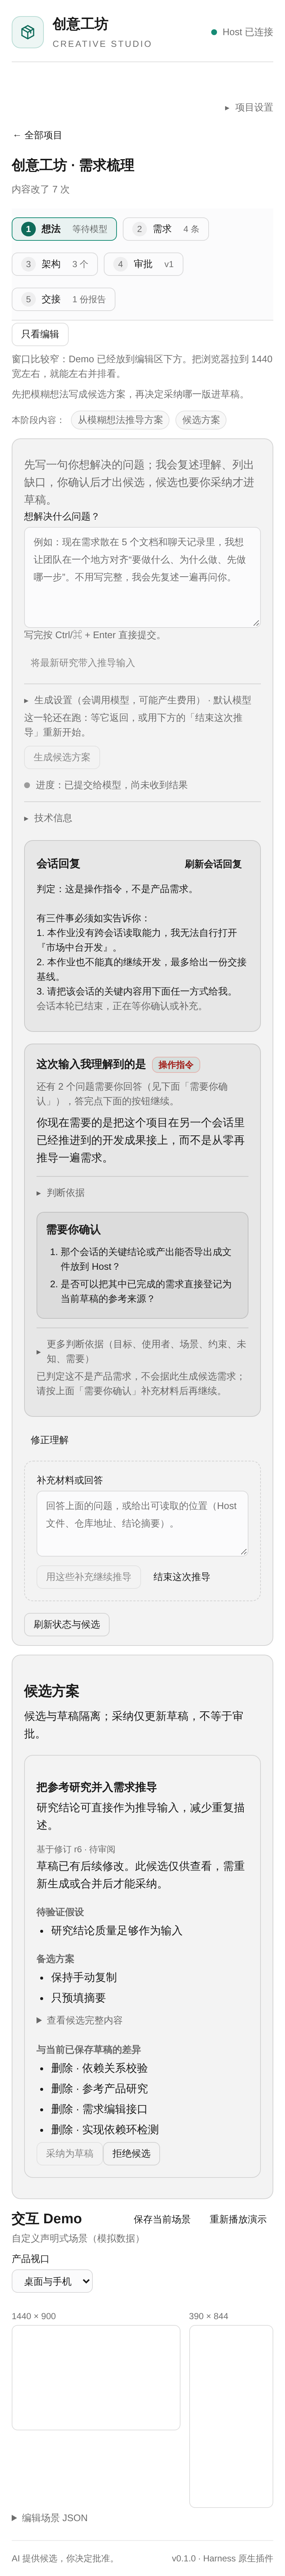 创意工坊
CREATIVE STUDIO
Host 已连接
▸ 项目设置
← 全部项目
创意工坊 · 需求梳理
内容改了 7 次
1 想法 等待模型
2 需求 4 条
3 架构 3 个
4 审批 v1
5 交接 1 份报告
只看编辑
窗口比较窄：Demo 已经放到编辑区下方。把浏览器拉到 1440
宽左右，就能左右并排看。
先把模糊想法写成候选方案，再决定采纳哪一版进草稿。
本阶段内容： 从模糊想法推导方案 候选方案
先写一句你想解决的问题；我会复述理解、列出
缺口，你确认后才出候选，候选也要你采纳才进
草稿。
想解决什么问题？
例如：现在需求散在 5 个文档和聊天记录里，我想
让团队在一个地方对齐“要做什么、为什么做、先做
哪一步”。不用写完整，我会先复述一遍再问你。
写完按 Ctrl/⌘ + Enter 直接提交。
将最新研究带入推导输入
▸ 生成设置（会调用模型，可能产生费用） · 默认模型
这一轮还在跑：等它返回，或用下方的「结束这次推
导」重新开始。
生成候选方案
进度：已提交给模型，尚未收到结果
▸ 技术信息
会话回复 刷新会话回复
判定：这是操作指令，不是产品需求。
有三件事必须如实告诉你：
1. 本作业没有跨会话读取能力，我无法自行打开
『市场中台开发』。
2. 本作业也不能真的继续开发，最多给出一份交接
基线。
3. 请把该会话的关键内容用下面任一方式给我。
会话本轮已结束，正在等你确认或补充。
这次输入我理解到的是 操作指令
还有 2 个问题需要你回答（见下面「需要你确
认」），答完点下面的按钮继续。
你现在需要的是把这个项目在另一个会话里
已经推进到的开发成果接上，而不是从零再
推导一遍需求。
▸ 判断依据
需要你确认
1. 那个会话的关键结论或产出能否导出成文
件放到 Host？
2. 是否可以把其中已完成的需求直接登记为
当前草稿的参考来源？
▸ 更多判断依据（目标、使用者、场景、约束、未
知、需要）
已判定这不是产品需求，不会据此生成候选需求；
请按上面「需要你确认」补充材料后再继续。
修正理解
补充材料或回答
回答上面的问题，或给出可读取的位置（Host
文件、仓库地址、结论摘要）。
用这些补充继续推导 结束这次推导
刷新状态与候选
候选方案
候选与草稿隔离；采纳仅更新草稿，不等于审
批。
把参考研究并入需求推导
研究结论可直接作为推导输入，减少重复描
述。
基于修订 r6 · 待审阅
草稿已有后续修改。此候选仅供查看，需重
新生成或合并后才能采纳。
待验证假设
• 研究结论质量足够作为输入
备选方案
• 保持手动复制
• 只预填摘要
▶ 查看候选完整内容
与当前已保存草稿的差异
• 删除 · 依赖关系校验
• 删除 · 参考产品研究
• 删除 · 需求编辑接口
• 删除 · 实现依赖环检测
采纳为草稿 拒绝候选
交互 Demo 保存当前场景 重新播放演示
自定义声明式场景（模拟数据）
产品视口
桌面与手机
1440 × 900 390 × 844
▶ 编辑场景 JSON
AI 提供候选，你决定批准。 v0.1.0 · Harness 原生插件